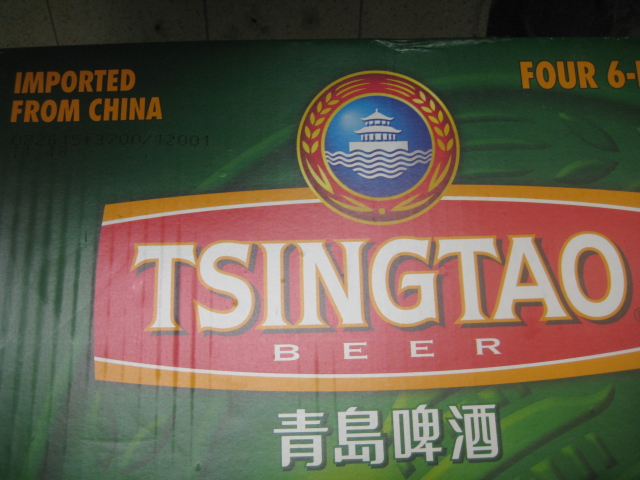 IMPORTED
FROM CHINA
FOUR 6-
TSINGTAO
BEER
青島啤酒